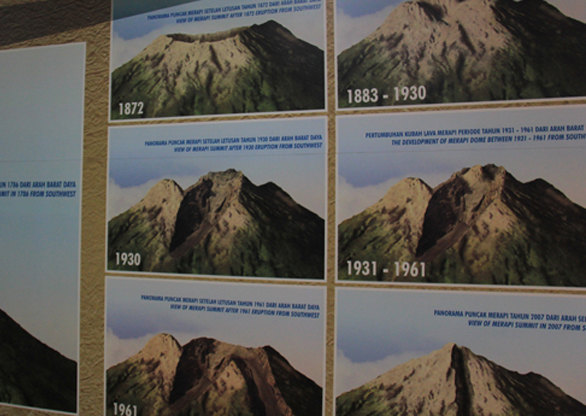 N 1786 DARI ARAH BARAT DAYA
MMIT IN 1786 FROM SOUTHWEST
PANORAMA PUNCAK MERAPI SETELAH LETUSAN TAHUN 1872 DARI ARAH BARAT DAYA
VIEW OF MERAPI SUMMIT AFTER 1872 ERUPTION FROM SOUTHWEST
1872
1883 - 1930
PANORAMA PUNCAK MERAPI SETELAH LETUSAN TAHUN 1930 DARI ARAH BARAT DAYA
VIEW OF MERAPI SUMMIT AFTER 1930 ERUPTION FROM SOUTHWEST
1930
PERTUMBUHAN KUBAH LAVA MERAPI PERIODE TAHUN 1931 - 1961 DARI ARAH BARAT
THE DEVELOPMENT OF MERAPI DOME BETWEEN 1931 - 1961 FROM SOUTHWEST
1931 - 1961
PANORAMA PUNCAK MERAPI SETELAH LETUSAN TAHUN 1961 DARI ARAH BARAT DAYA
VIEW OF MERAPI SUMMIT AFTER 1961 ERUPTION FROM SOUTHWEST
1961
PANORAMA PUNCAK MERAPI TAHUN 2007 DARI ARAH SE
VIEW OF MERAPI SUMMIT IN 2007 FROM S